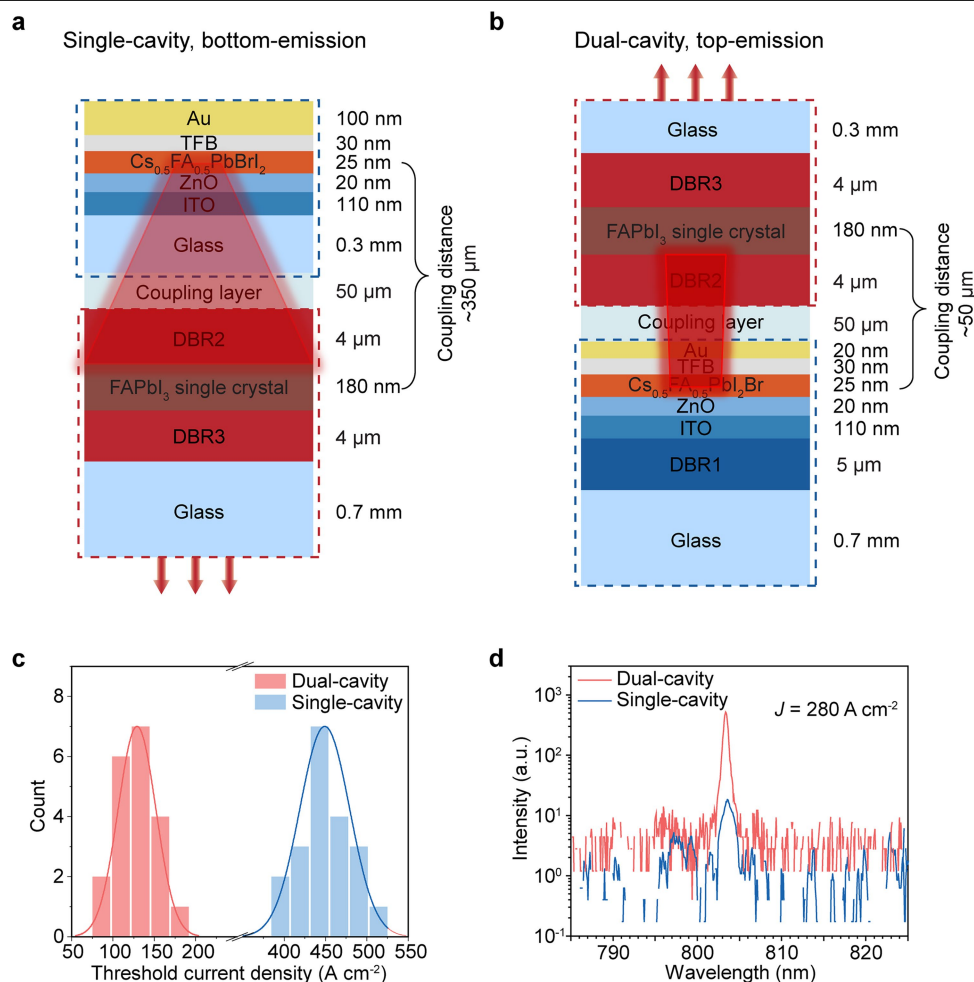 a
Single-cavity, bottom-emission
Au 100 nm
TFB 30 nm
Cs0.5FA0.5PbBrI2 25 nm
ZnO 20 nm
ITO 110 nm
Glass 0.3 mm
Coupling layer 50 µm
DBR2 4 µm
FAPbI3 single crystal 180 nm
DBR3 4 µm
Glass 0.7 mm
Coupling distance
~350 µm
b
Dual-cavity, top-emission
Glass 0.3 mm
DBR3 4 µm
FAPbI3 single crystal 180 nm
DBR2 4 µm
Coupling layer 50 µm
Au 20 nm
TFB 30 nm
Cs0.5FA0.5PbI2Br 25 nm
ZnO 20 nm
ITO 110 nm
DBR1 5 µm
Glass 0.7 mm
Coupling distance
~50 µm
c
Dual-cavity
Single-cavity
Count
0 2 4 6 8
50 100 150 200 400 450 500 550
Threshold current density (A cm-2)
d
Dual-cavity
Single-cavity
J = 280 A cm-2
Intensity (a.u.)
10³
10²
10¹
10⁰
10⁻¹
790 800 810 820
Wavelength (nm)